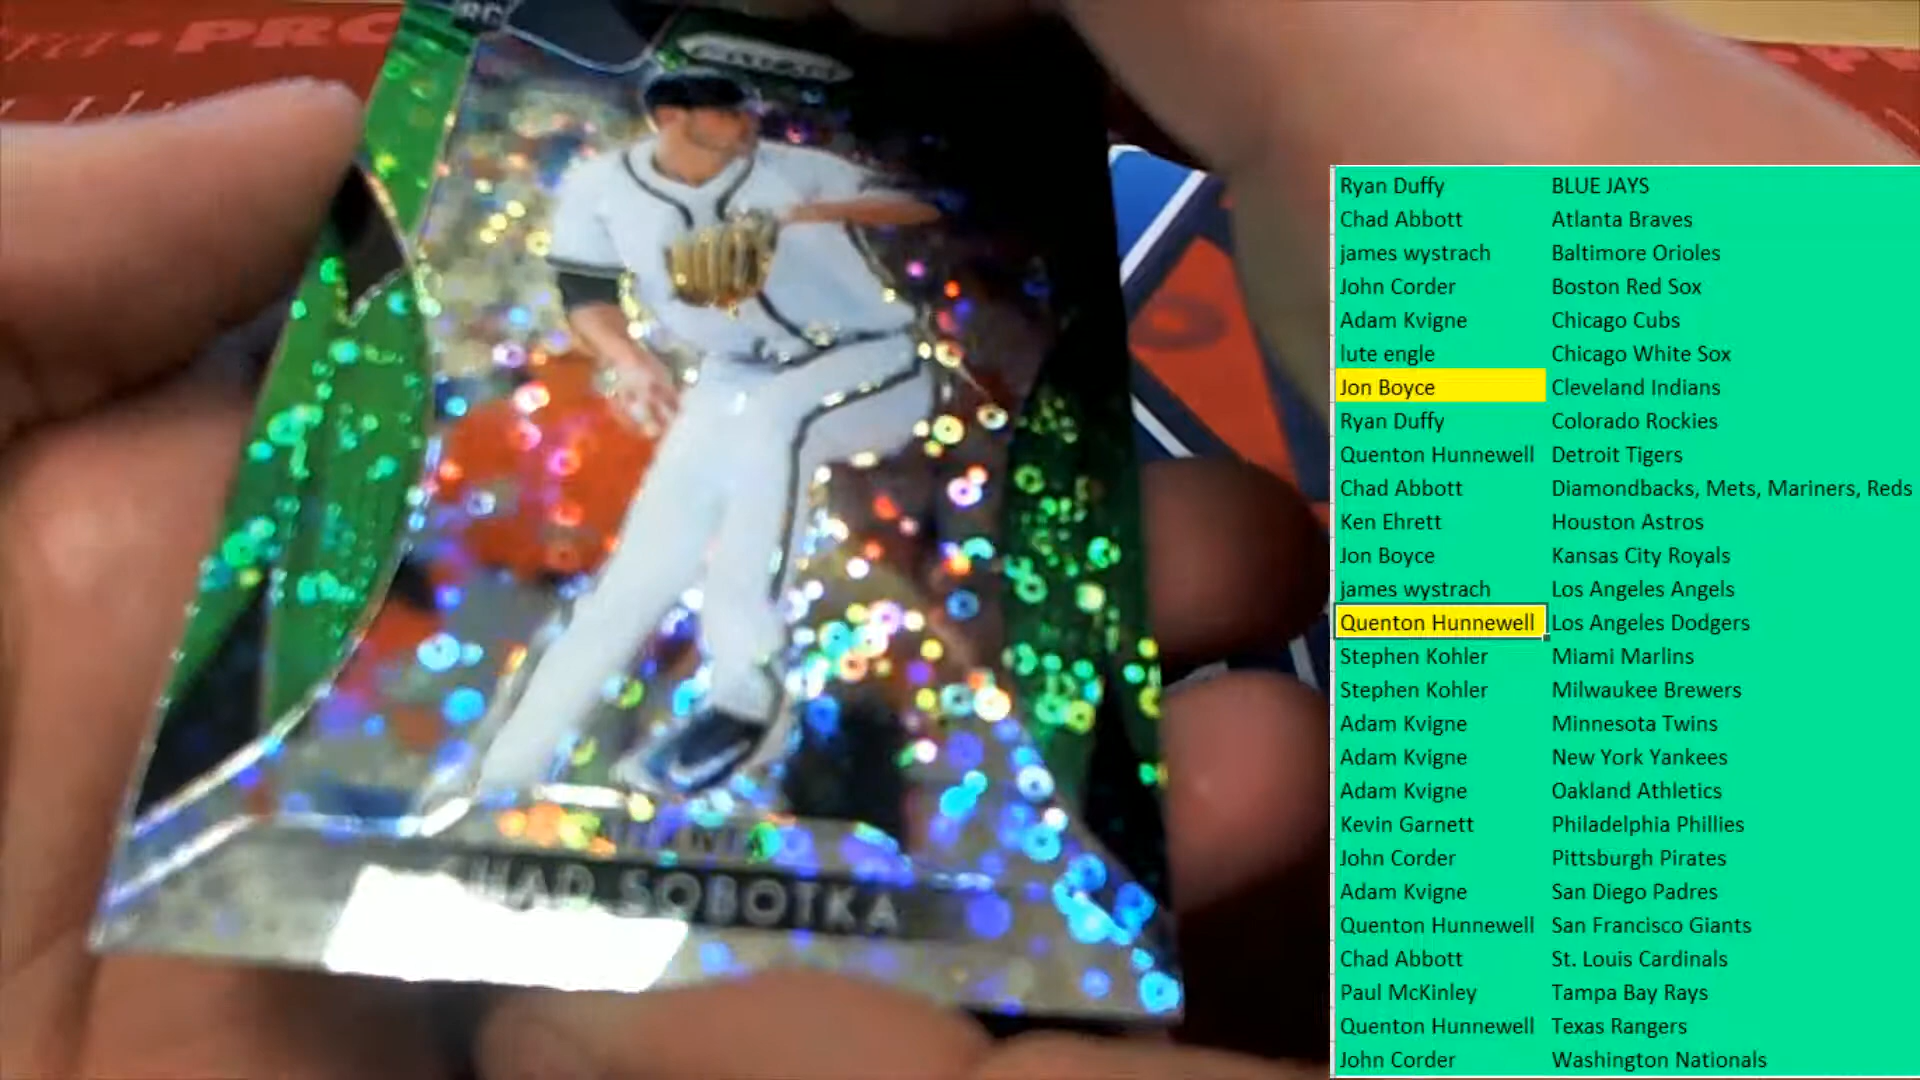 PRC
RC
PRIZM
ATLANTA
CHAD SOBOTKA
Ryan Duffy BLUE JAYS
Chad Abbott Atlanta Braves
james wystrach Baltimore Orioles
John Corder Boston Red Sox
Adam Kvigne Chicago Cubs
lute engle Chicago White Sox
Jon Boyce Cleveland Indians
Ryan Duffy Colorado Rockies
Quenton Hunnewell Detroit Tigers
Chad Abbott Diamondbacks, Mets, Mariners, Reds
Ken Ehrett Houston Astros
Jon Boyce Kansas City Royals
james wystrach Los Angeles Angels
Quenton Hunnewell Los Angeles Dodgers
Stephen Kohler Miami Marlins
Stephen Kohler Milwaukee Brewers
Adam Kvigne Minnesota Twins
Adam Kvigne New York Yankees
Adam Kvigne Oakland Athletics
Kevin Garnett Philadelphia Phillies
John Corder Pittsburgh Pirates
Adam Kvigne San Diego Padres
Quenton Hunnewell San Francisco Giants
Chad Abbott St. Louis Cardinals
Paul McKinley Tampa Bay Rays
Quenton Hunnewell Texas Rangers
John Corder Washington Nationals